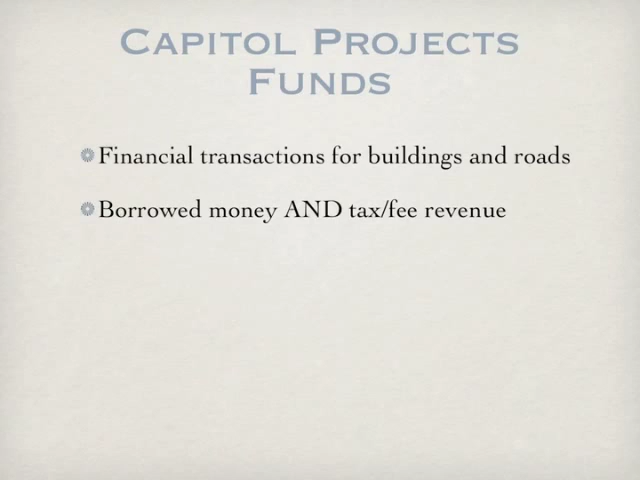 Capitol Projects
Funds
Financial transactions for buildings and roads
Borrowed money AND tax/fee revenue